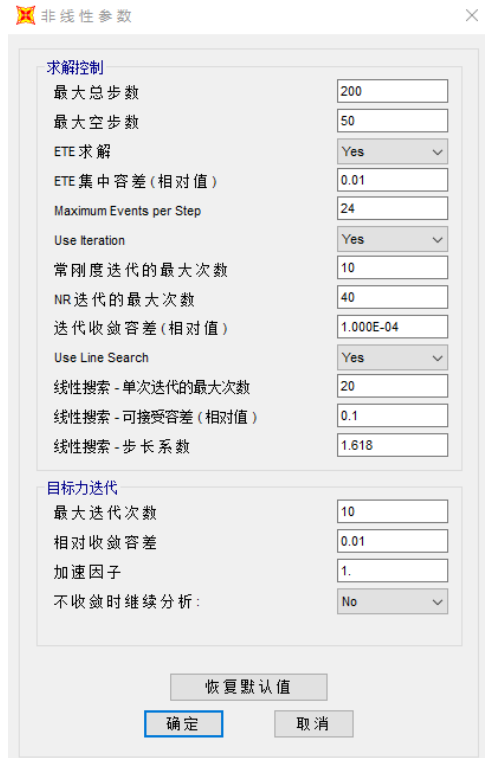 非线性参数
求解控制
最大总步数 200
最大空步数 50
ETE求解 Yes
ETE集中容差(相对值) 0.01
Maximum Events per Step 24
Use Iteration Yes
常刚度迭代的最大次数 10
NR迭代的最大次数 40
迭代收敛容差(相对值) 1.000E-04
Use Line Search Yes
线性搜索-单次迭代的最大次数 20
线性搜索-可接受容差(相对值) 0.1
线性搜索-步长系数 1.618
目标力迭代
最大迭代次数 10
相对收敛容差 0.01
加速因子 1.
不收敛时继续分析: No
恢复默认值
确定 取消